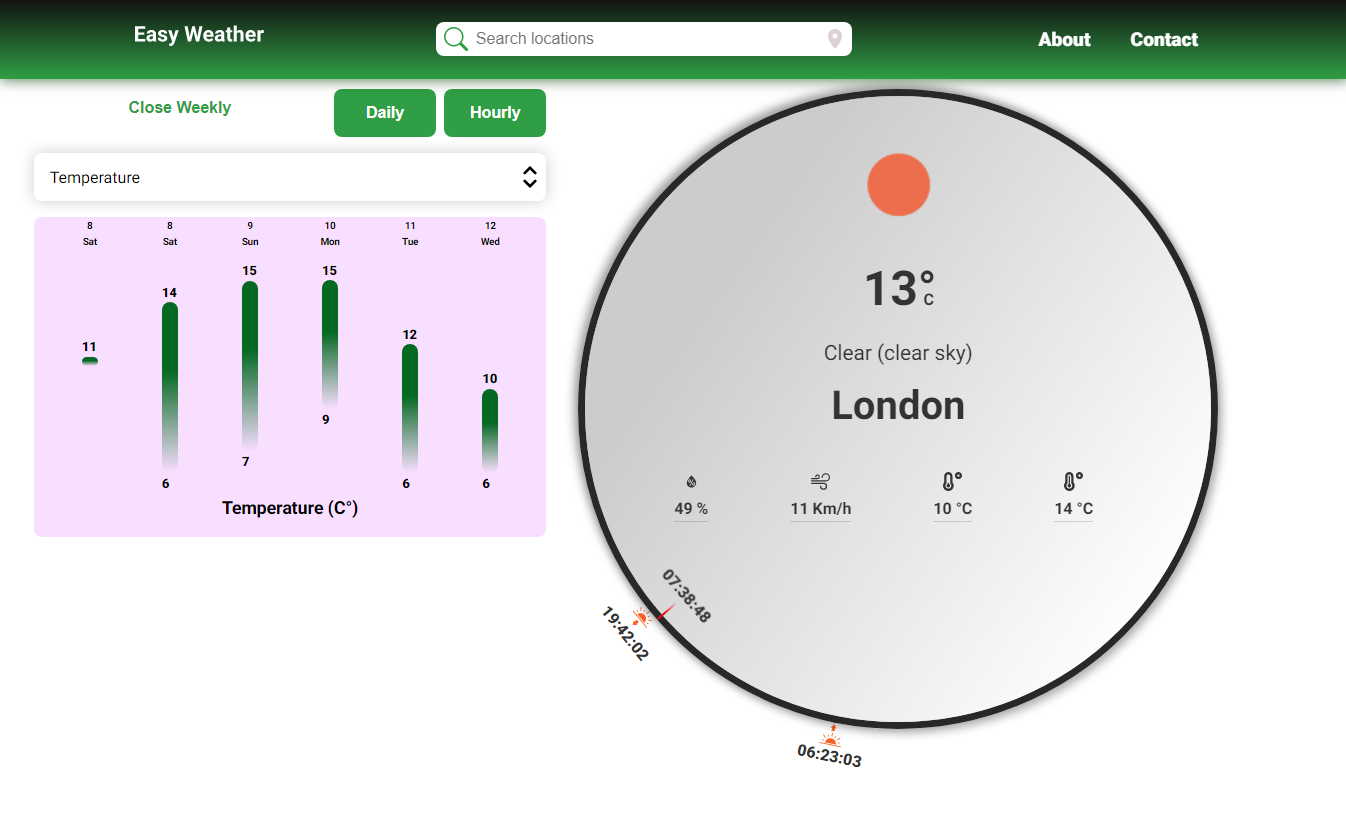 Easy Weather
Search locations
About
Contact
Close Weekly
Daily
Hourly
Temperature
8 8 9 10 11 12
Sat Sat Sun Mon Tue Wed
11
14
15
15
12
10
6
7
9
6
6
Temperature (C°)
13°
C
Clear (clear sky)
London
49 % 11 Km/h 10 °C 14 °C
07:38:48
19:42:02
06:23:03